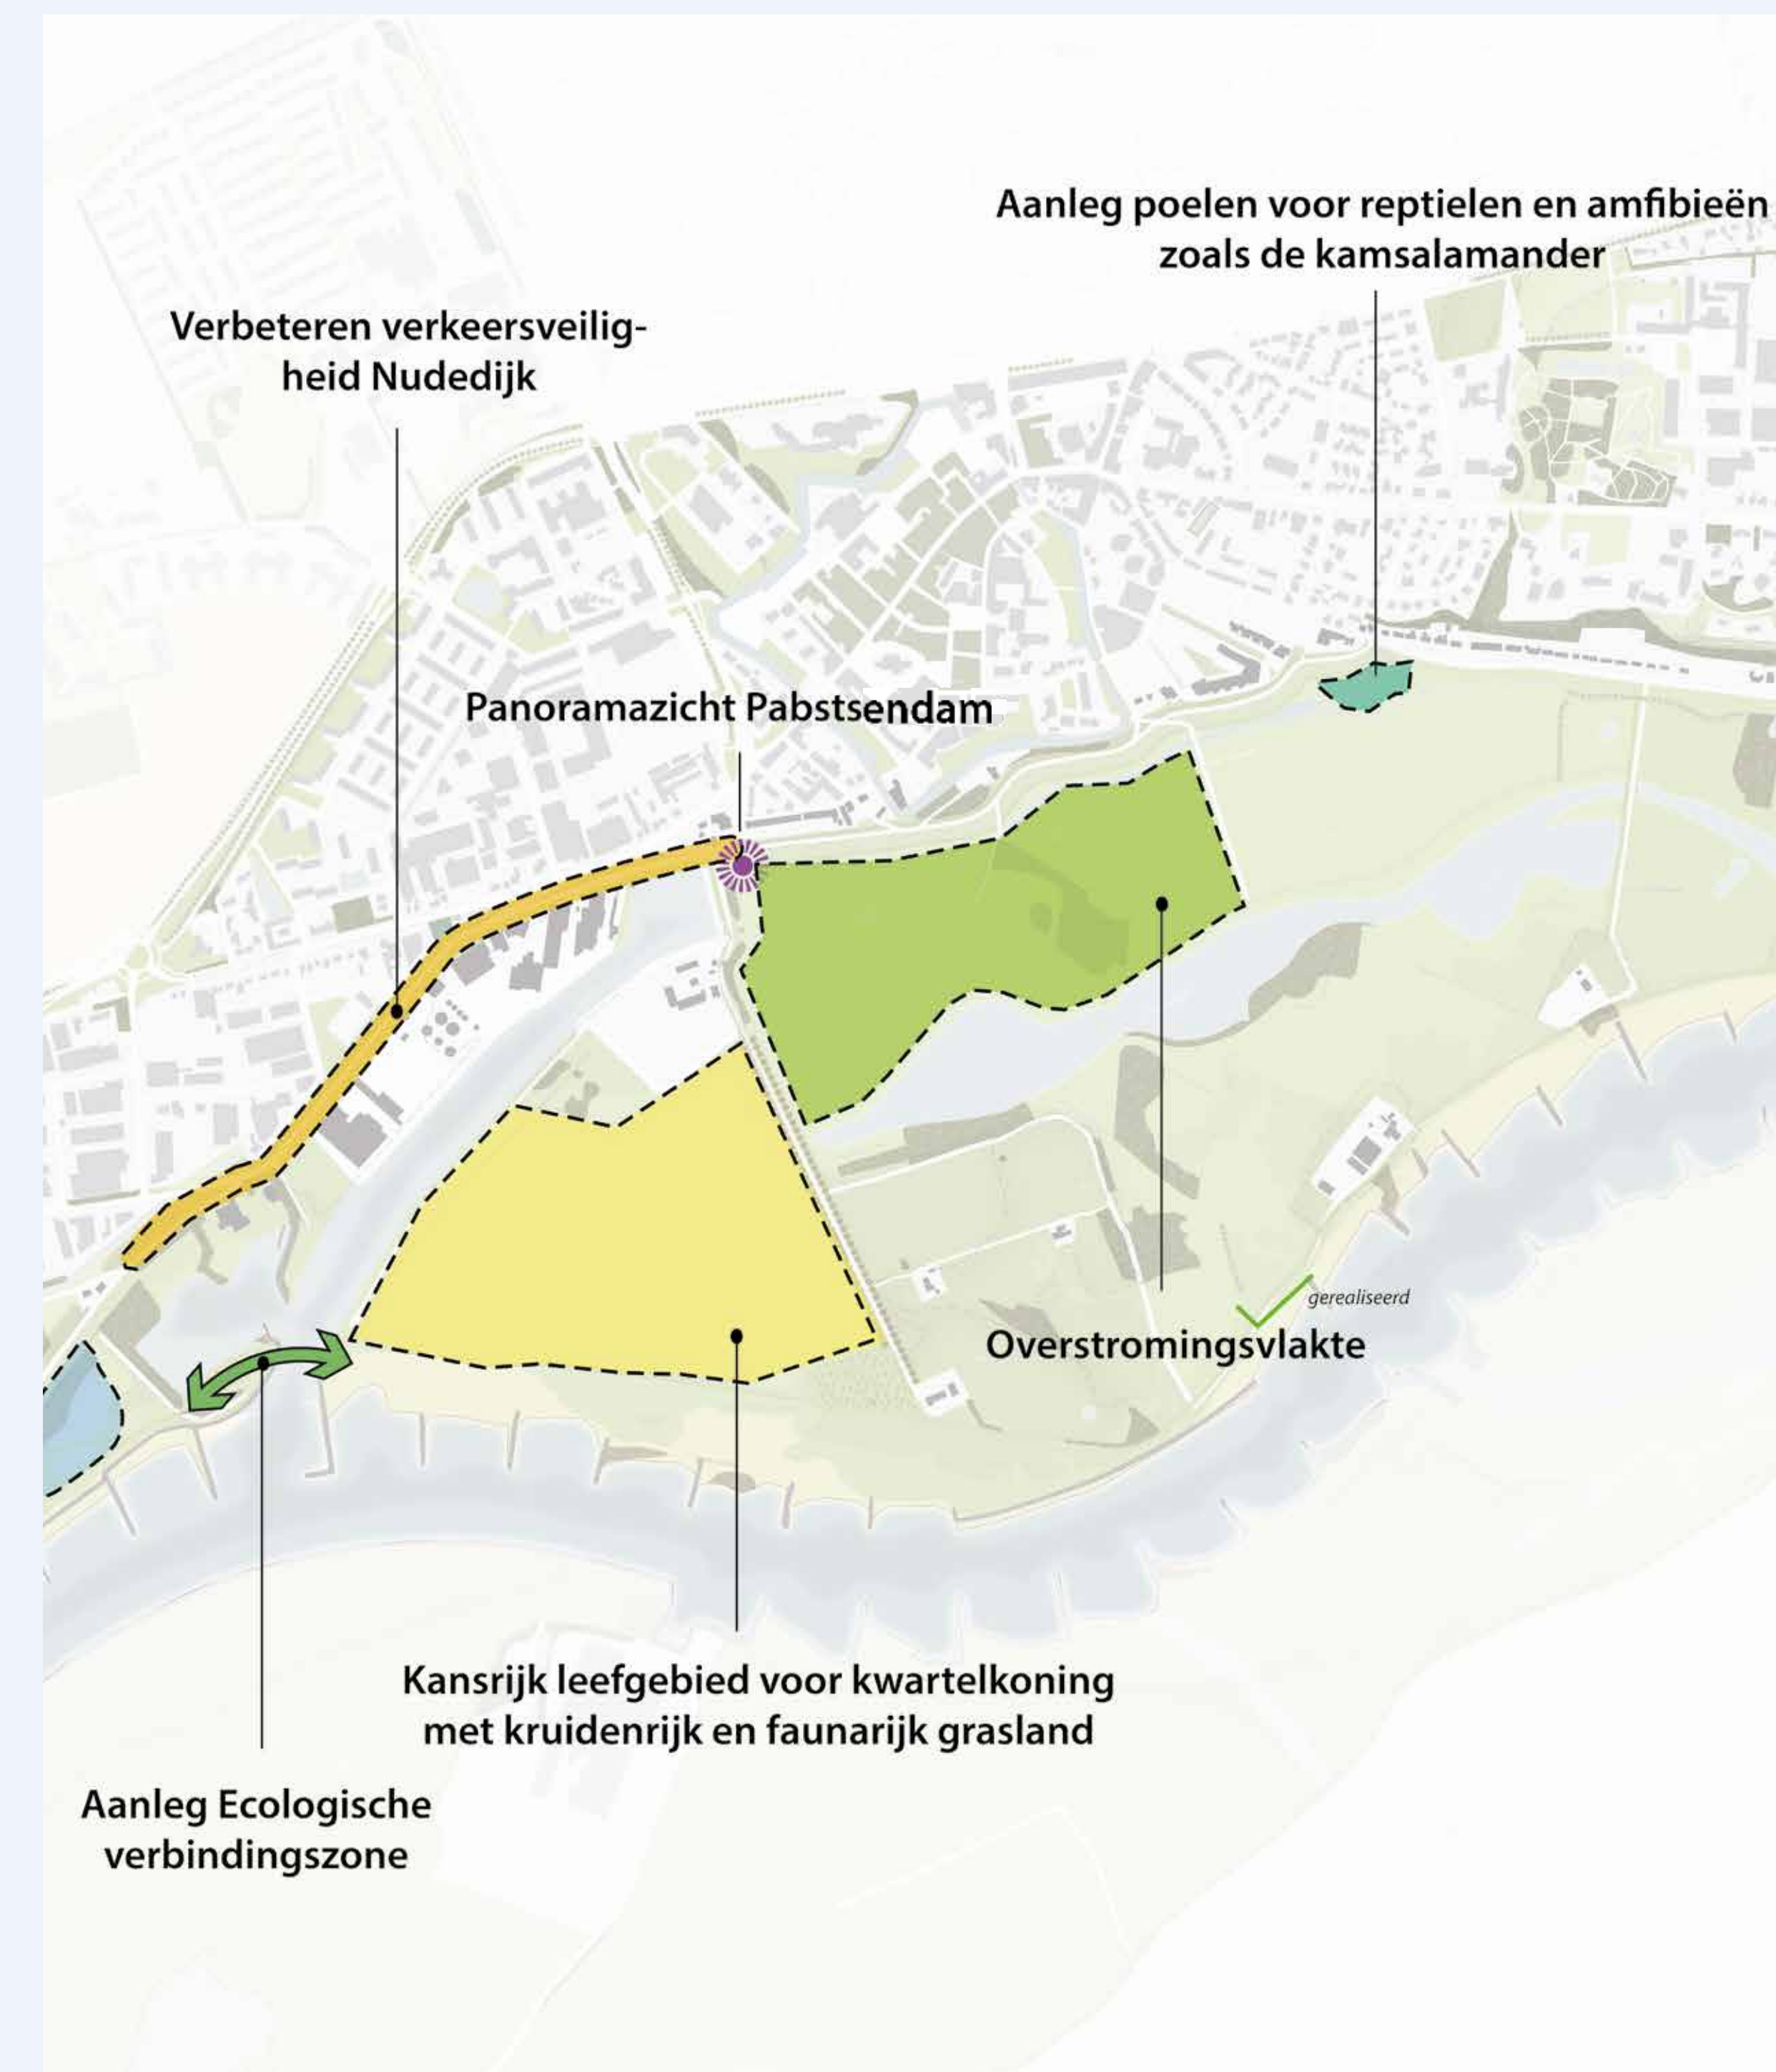 Aanleg poelen voor reptielen en amfibieën
zoals de kamsalamander
Verbeteren verkeersveilig-
heid Nudedijk
Panoramazicht Pabstsendam
gerealiseerd
Overstromingsvlakte
Kansrijk leefgebied voor kwartelkoning
met kruidenrijk en faunarijk grasland
Aanleg Ecologische
verbindingszone